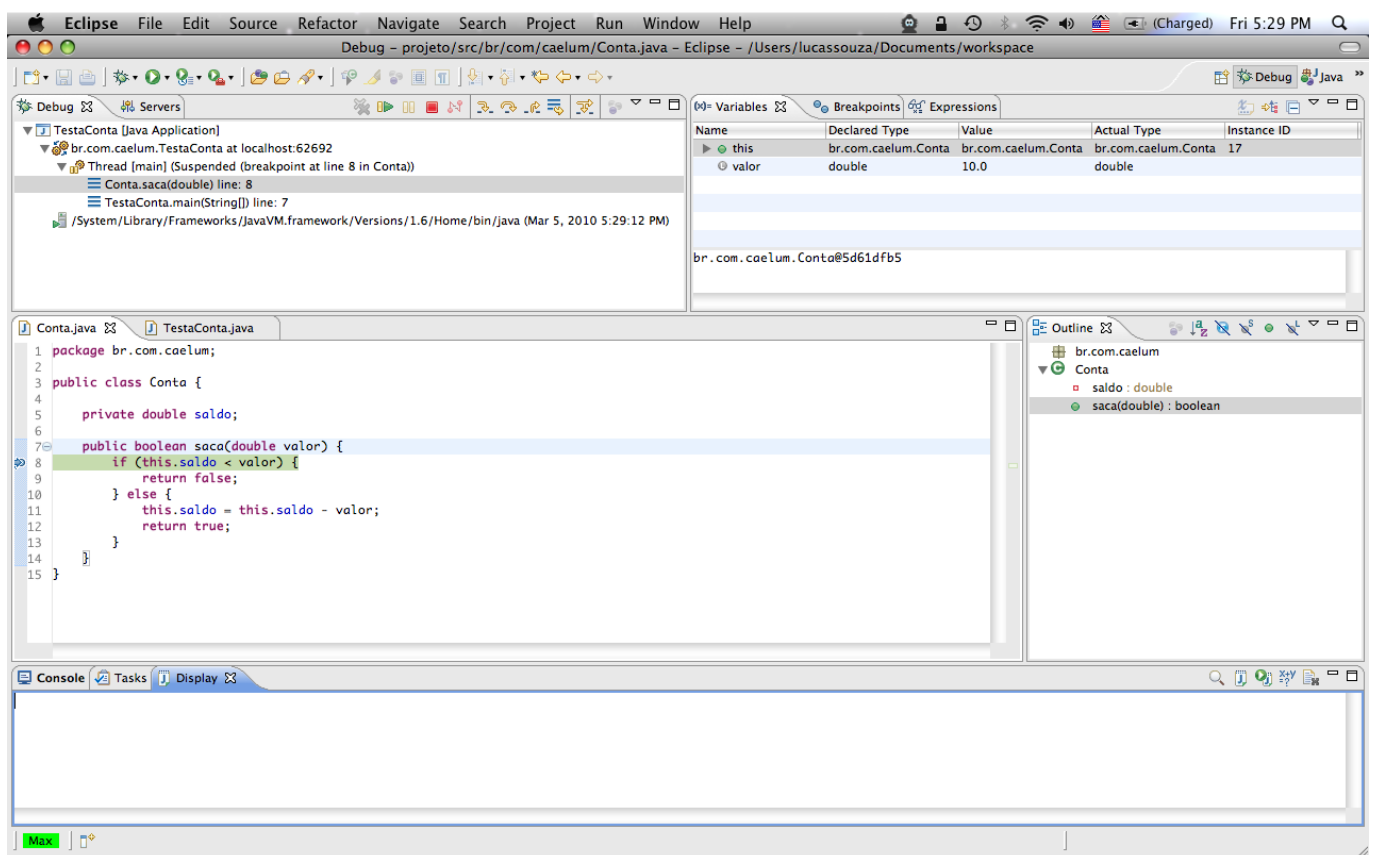 Eclipse File Edit Source Refactor Navigate Search Project Run Window Help (Charged) Fri 5:29 PM
Debug – projeto/src/br/com/caelum/Conta.java – Eclipse – /Users/lucassouza/Documents/workspace
Debug Java »
Debug Servers
TestaConta [Java Application]
br.com.caelum.TestaConta at localhost:62692
Thread [main] (Suspended (breakpoint at line 8 in Conta))
Conta.saca(double) line: 8
TestaConta.main(String[]) line: 7
/System/Library/Frameworks/JavaVM.framework/Versions/1.6/Home/bin/java (Mar 5, 2010 5:29:12 PM)
(x)= Variables Breakpoints Expressions
Name Declared Type Value Actual Type Instance ID
this br.com.caelum.Conta br.com.caelum.Conta br.com.caelum.Conta 17
valor double 10.0 double
br.com.caelum.Conta@5d61dfb5
Conta.java TestaConta.java
1 package br.com.caelum;
2
3 public class Conta {
4
5 private double saldo;
6
7 public boolean saca(double valor) {
8 if (this.saldo < valor) {
9 return false;
10 } else {
11 this.saldo = this.saldo - valor;
12 return true;
13 }
14 }
15 }
Outline
br.com.caelum
Conta
saldo : double
saca(double) : boolean
Console Tasks Display
Max